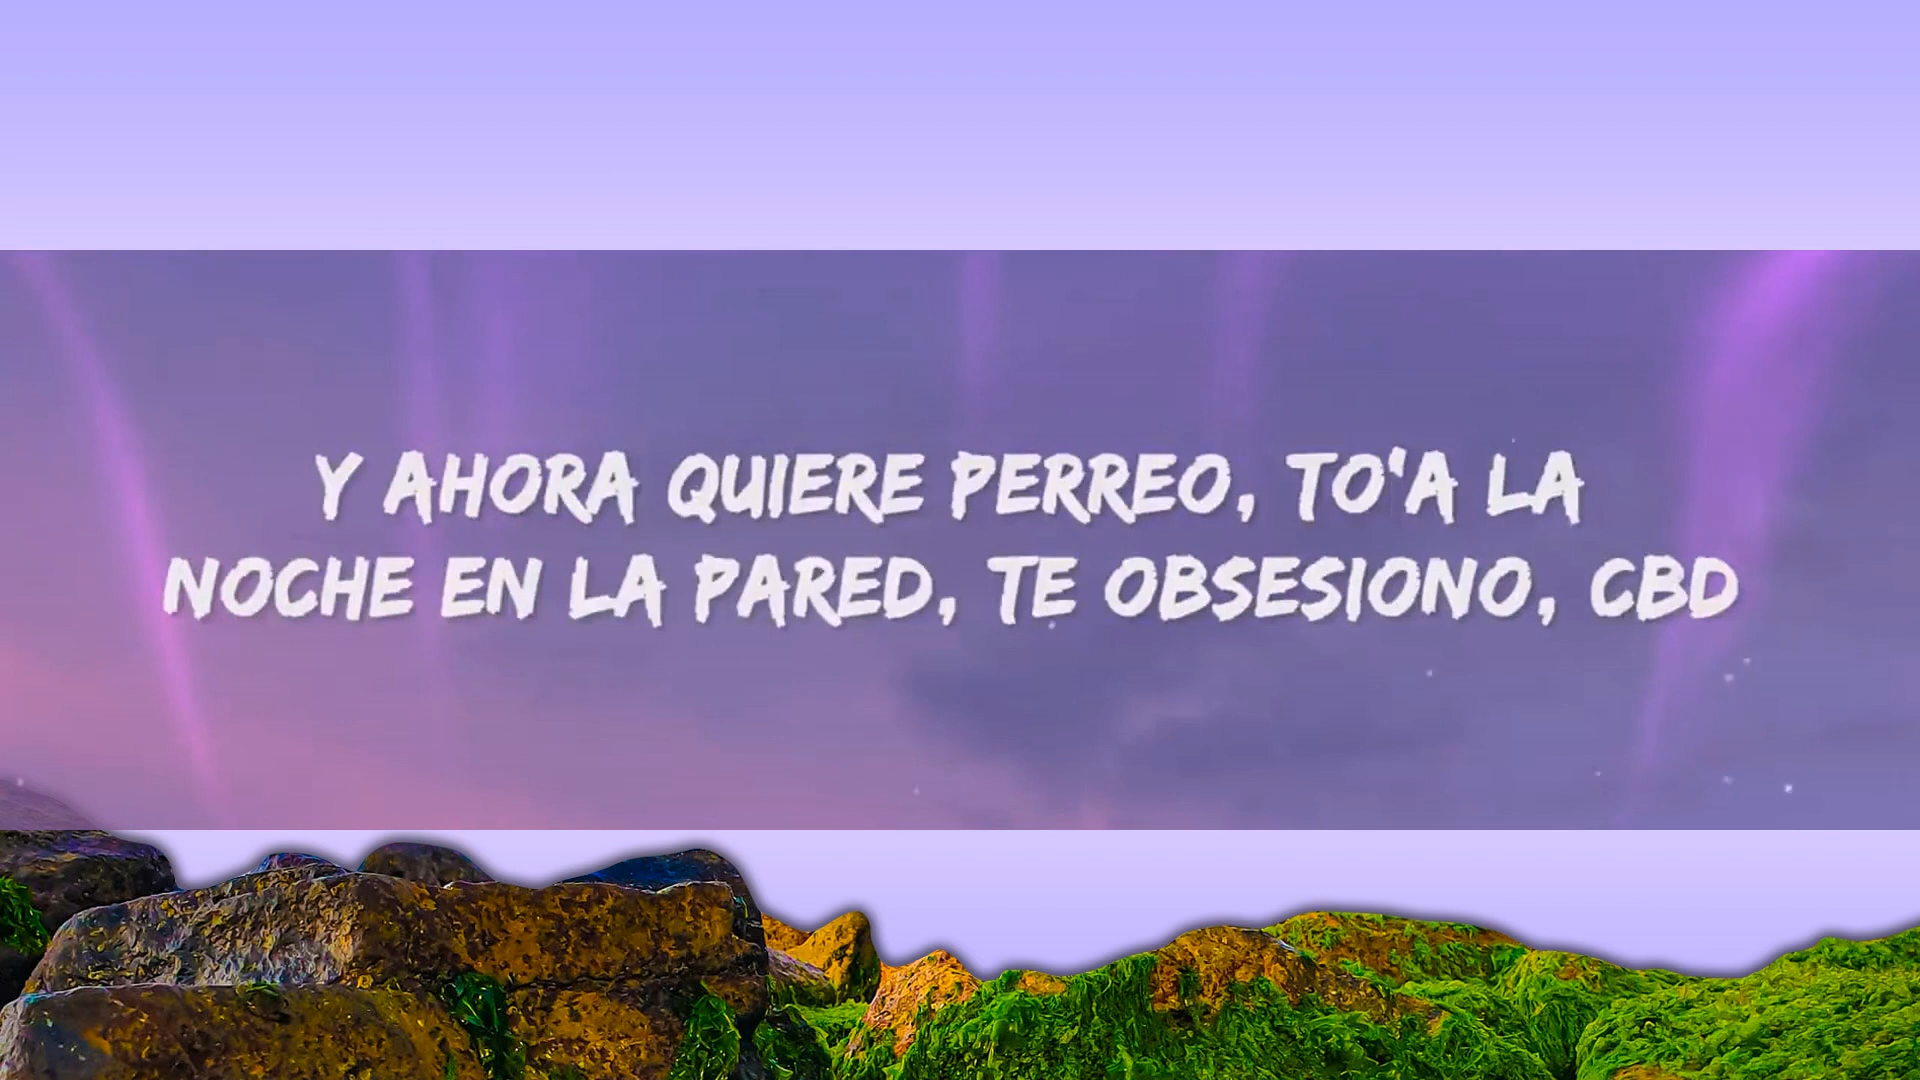 Y AHORA QUIERE PERREO, TO'A LA
NOCHE EN LA PARED, TE OBSESIONO, CBD